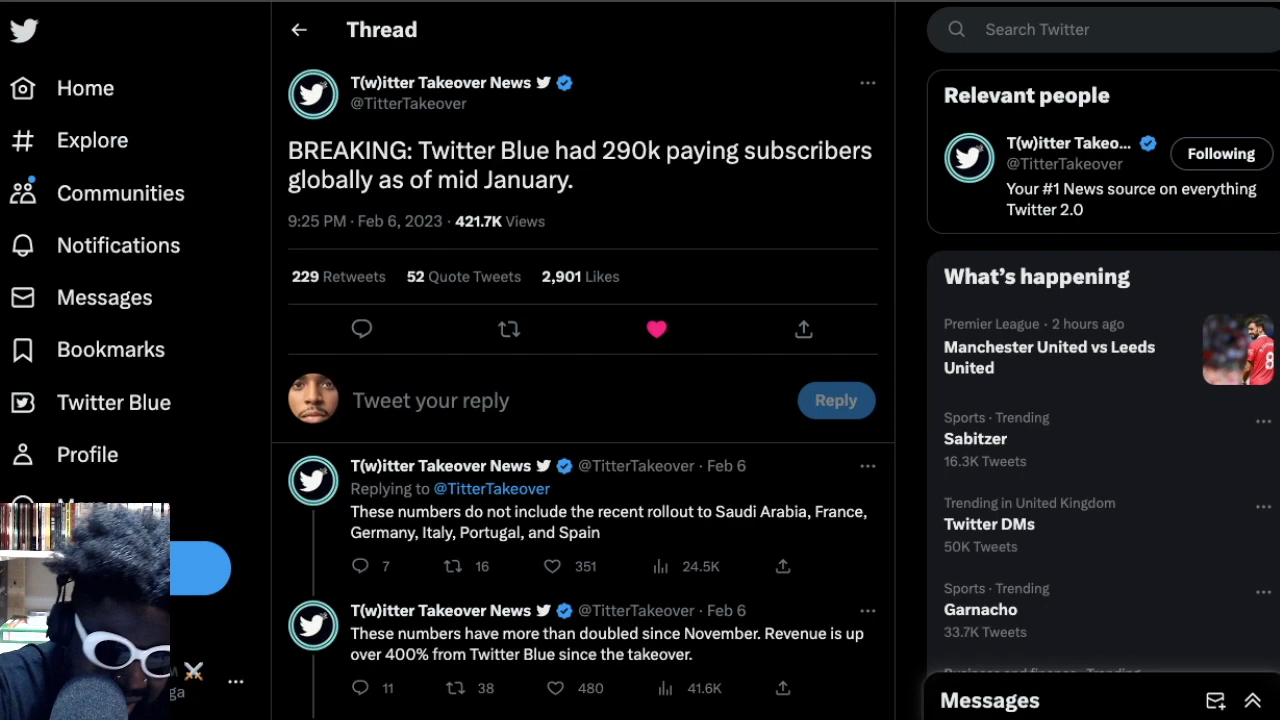 Home
Explore
Communities
Notifications
Messages
Bookmarks
Twitter Blue
Profile
ga
Thread
T(w)itter Takeover News
@TitterTakeover
BREAKING: Twitter Blue had 290k paying subscribers
globally as of mid January.
9:25 PM · Feb 6, 2023 · 421.7K Views
229 Retweets 52 Quote Tweets 2,901 Likes
Tweet your reply
Reply
T(w)itter Takeover News @TitterTakeover · Feb 6
Replying to @TitterTakeover
These numbers do not include the recent rollout to Saudi Arabia, France,
Germany, Italy, Portugal, and Spain
7 16 351 24.5K
T(w)itter Takeover News @TitterTakeover · Feb 6
These numbers have more than doubled since November. Revenue is up
over 400% from Twitter Blue since the takeover.
11 38 480 41.6K
Search Twitter
Relevant people
T(w)itter Takeo...
@TitterTakeover
Following
Your #1 News source on everything
Twitter 2.0
What's happening
Premier League · 2 hours ago
Manchester United vs Leeds
United
Sports · Trending
Sabitzer
16.3K Tweets
Trending in United Kingdom
Twitter DMs
50K Tweets
Sports · Trending
Garnacho
33.7K Tweets
Business and finance · Trending
Messages